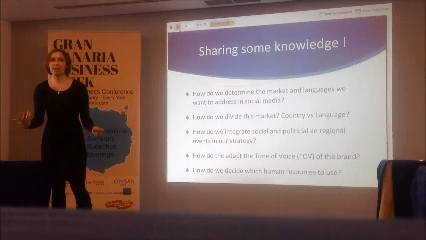 GRAN
CANARIA
BUSINESS
WEEK
Sharing some knowledge I
How do we determine the market and languages we
want to address in social media?
How do we divide this market? Country vs Language?
How do we integrate social and political an regional
events in our strategy?
How do the adapt the Tone of Voice (TOV) of the brand?
How do we decide which human resources to use?